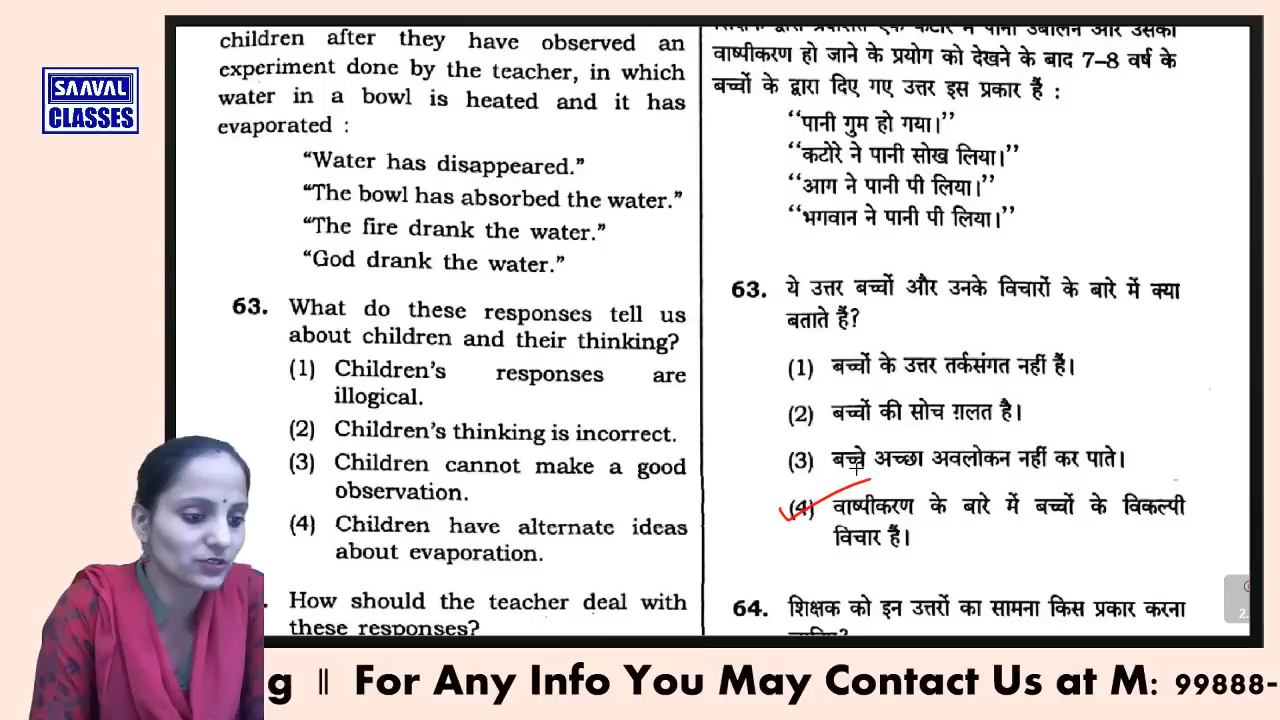 SAAVAL
CLASSES
children after they have observed an
experiment done by the teacher, in which
water in a bowl is heated and it has
evaporated :
“Water has disappeared.”
“The bowl has absorbed the water.”
“The fire drank the water.”
“God drank the water.”
63. What do these responses tell us
about children and their thinking?
(1) Children’s responses are
illogical.
(2) Children’s thinking is incorrect.
(3) Children cannot make a good
observation.
(4) Children have alternate ideas
about evaporation.
How should the teacher deal with
these responses?
वाष्पीकरण हो जाने के प्रयोग को देखने के बाद 7–8 वर्ष के
बच्चों के द्वारा दिए गए उत्तर इस प्रकार हैं :
‘‘पानी गुम हो गया।’’
‘‘कटोरे ने पानी सोख लिया।’’
‘‘आग ने पानी पी लिया।’’
‘‘भगवान ने पानी पी लिया।’’
63. ये उत्तर बच्चों और उनके विचारों के बारे में क्या
बताते हैं?
(1) बच्चों के उत्तर तर्कसंगत नहीं हैं।
(2) बच्चों की सोच ग़लत है।
(3) बच्चे अच्छा अवलोकन नहीं कर पाते।
(4) वाष्पीकरण के बारे में बच्चों के विकल्पी
विचार हैं।
64. शिक्षक को इन उत्तरों का सामना किस प्रकार करना
g || For Any Info You May Contact Us at M: 99888-